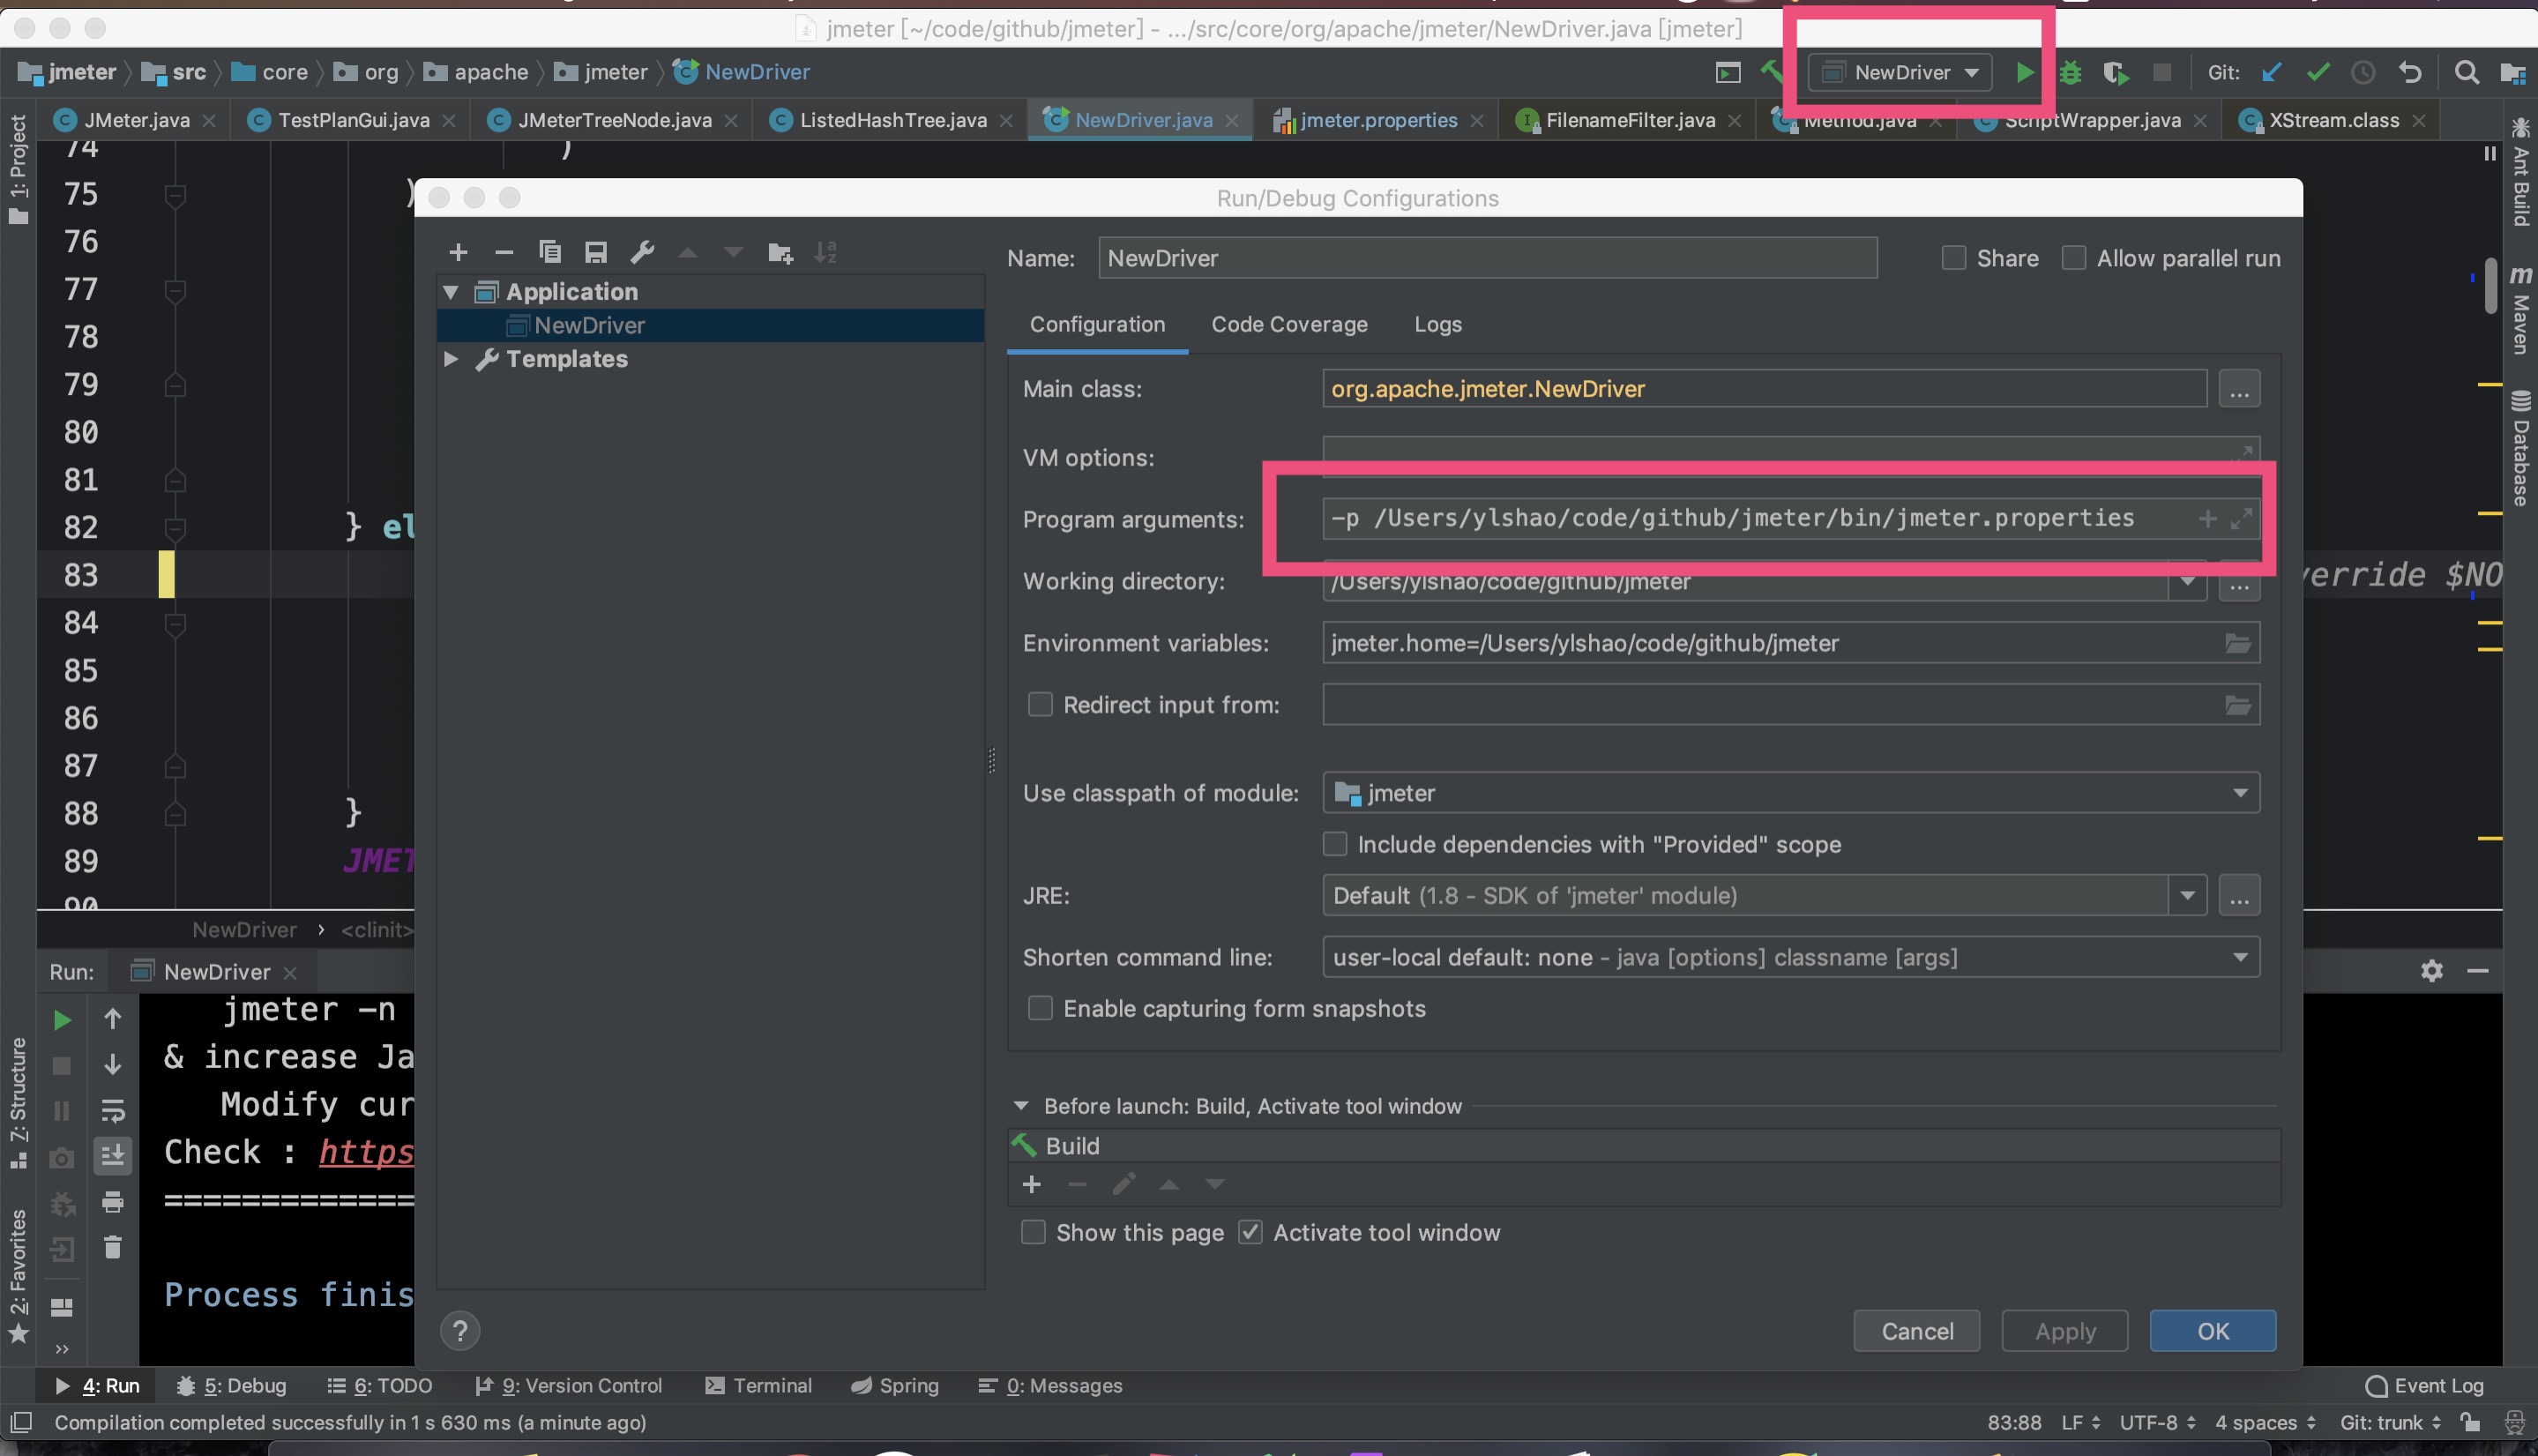 jmeter [~/code/github/jmeter] - .../src/core/org/apache/jmeter/NewDriver.java [jmeter]
jmeter src core org apache jmeter NewDriver
NewDriver
Git:
JMeter.java TestPlanGui.java JMeterTreeNode.java ListedHashTree.java NewDriver.java jmeter.properties FilenameFilter.java Method.java ScriptWrapper.java XStream.class
1: Project
Ant Build
Maven
Database
74 )
75 )
76
77
78
79
80
81
82 } el
83 verride $NO
84
85
86
87
88 }
89 JMET
90
Run/Debug Configurations
Application
NewDriver
Templates
Name: NewDriver Share Allow parallel run
Configuration Code Coverage Logs
Main class: org.apache.jmeter.NewDriver ...
VM options:
Program arguments: -p /Users/ylshao/code/github/jmeter/bin/jmeter.properties
Working directory: /Users/ylshao/code/github/jmeter ...
Environment variables: jmeter.home=/Users/ylshao/code/github/jmeter
Redirect input from:
Use classpath of module: jmeter
Include dependencies with "Provided" scope
JRE: Default (1.8 - SDK of 'jmeter' module) ...
Shorten command line: user-local default: none - java [options] classname [args]
Enable capturing form snapshots
Before launch: Build, Activate tool window
Build
Show this page Activate tool window
? Cancel Apply OK
NewDriver › <clinit>
Run: NewDriver
jmeter -n
& increase Ja
Modify cur
Check : https
==============
Process finis
7: Structure
2: Favorites
4: Run 5: Debug 6: TODO 9: Version Control Terminal Spring 0: Messages Event Log
Compilation completed successfully in 1 s 630 ms (a minute ago) 83:88 LF UTF-8 4 spaces Git: trunk